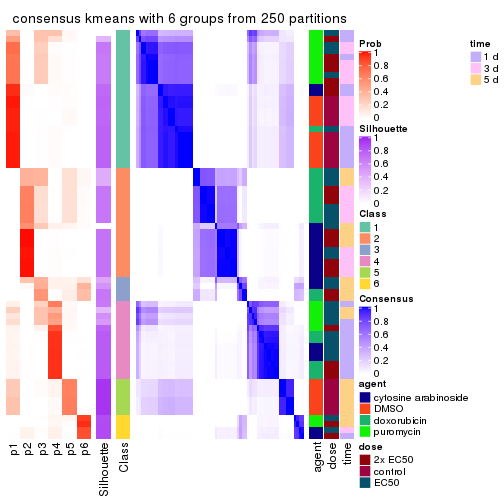 consensus kmeans with 6 groups from 250 partitions
Prob
1
0.8
0.6
0.4
0.2
0
time
1 d
3 d
5 d
Silhouette
1
0.8
0.6
0.4
0.2
0
Class
1
2
3
4
5
6
Consensus
1
0.8
0.6
0.4
0.2
0
agent
cytosine arabinoside
DMSO
doxorubicin
puromycin
dose
2x EC50
control
EC50
p1
p2
p3
p4
p5
p6
Silhouette
Class
agent
dose
time